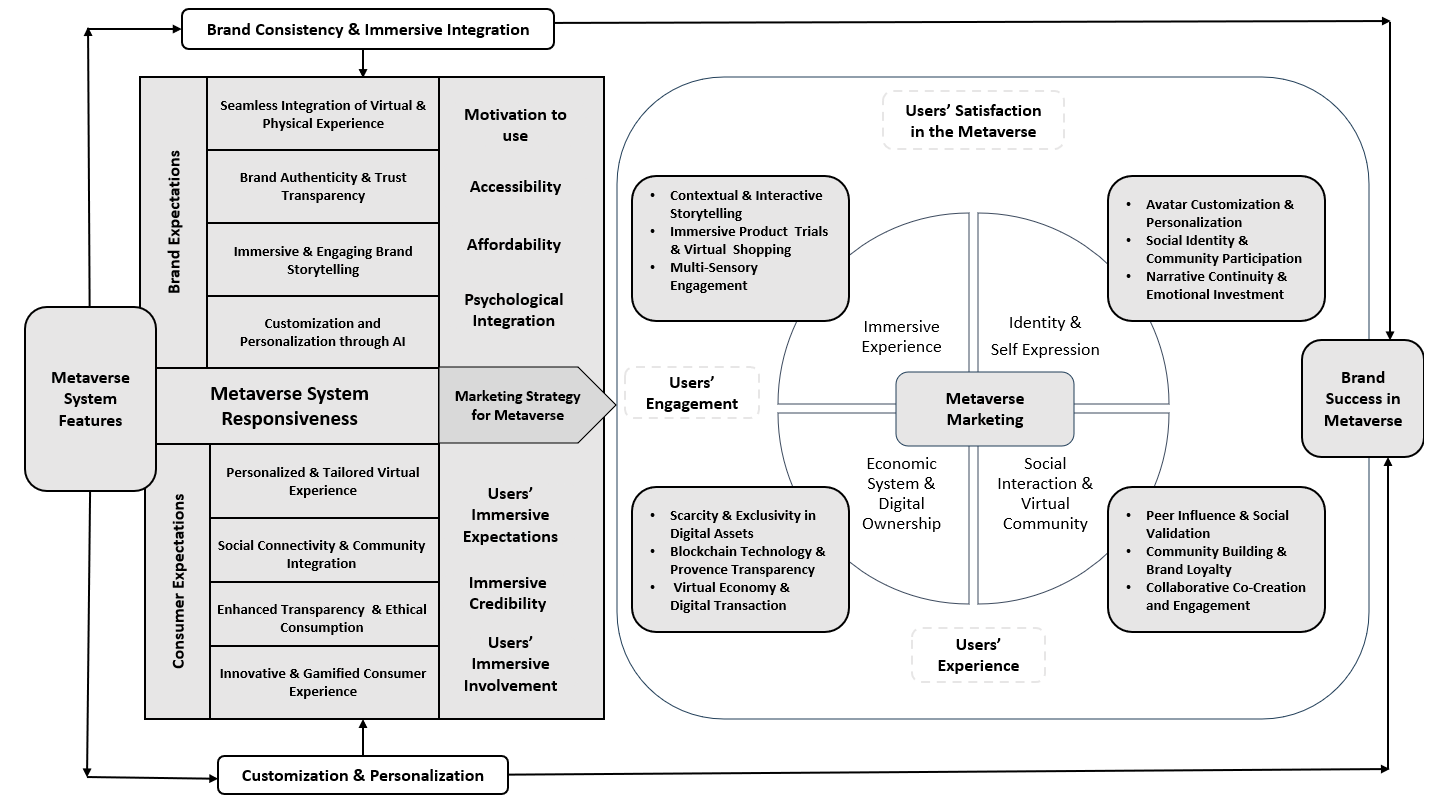 Brand Consistency & Immersive Integration
Brand Expectations
Seamless Integration of Virtual &
Physical Experience
Brand Authenticity & Trust
Transparency
Immersive & Engaging Brand
Storytelling
Customization and
Personalization through AI
Motivation to
use
Accessibility
Affordability
Psychological
Integration
Metaverse
System
Features
Metaverse System
Responsiveness
Marketing Strategy
for Metaverse
Consumer Expectations
Personalized & Tailored Virtual
Experience
Social Connectivity & Community
Integration
Enhanced Transparency & Ethical
Consumption
Innovative & Gamified Consumer
Experience
Users’
Immersive
Expectations
Immersive
Credibility
Users’
Immersive
Involvement
Customization & Personalization
Users’ Satisfaction
in the Metaverse
• Contextual & Interactive
Storytelling
• Immersive Product Trials
& Virtual Shopping
• Multi-Sensory
Engagement
• Avatar Customization &
Personalization
• Social Identity &
Community Participation
• Narrative Continuity &
Emotional Investment
Immersive
Experience
Identity &
Self Expression
Users’
Engagement
Metaverse
Marketing
Brand
Success in
Metaverse
Economic
System &
Digital
Ownership
Social
Interaction &
Virtual
Community
• Scarcity & Exclusivity in
Digital Assets
• Blockchain Technology &
Provence Transparency
• Virtual Economy &
Digital Transaction
• Peer Influence & Social
Validation
• Community Building &
Brand Loyalty
• Collaborative Co-Creation
and Engagement
Users’
Experience